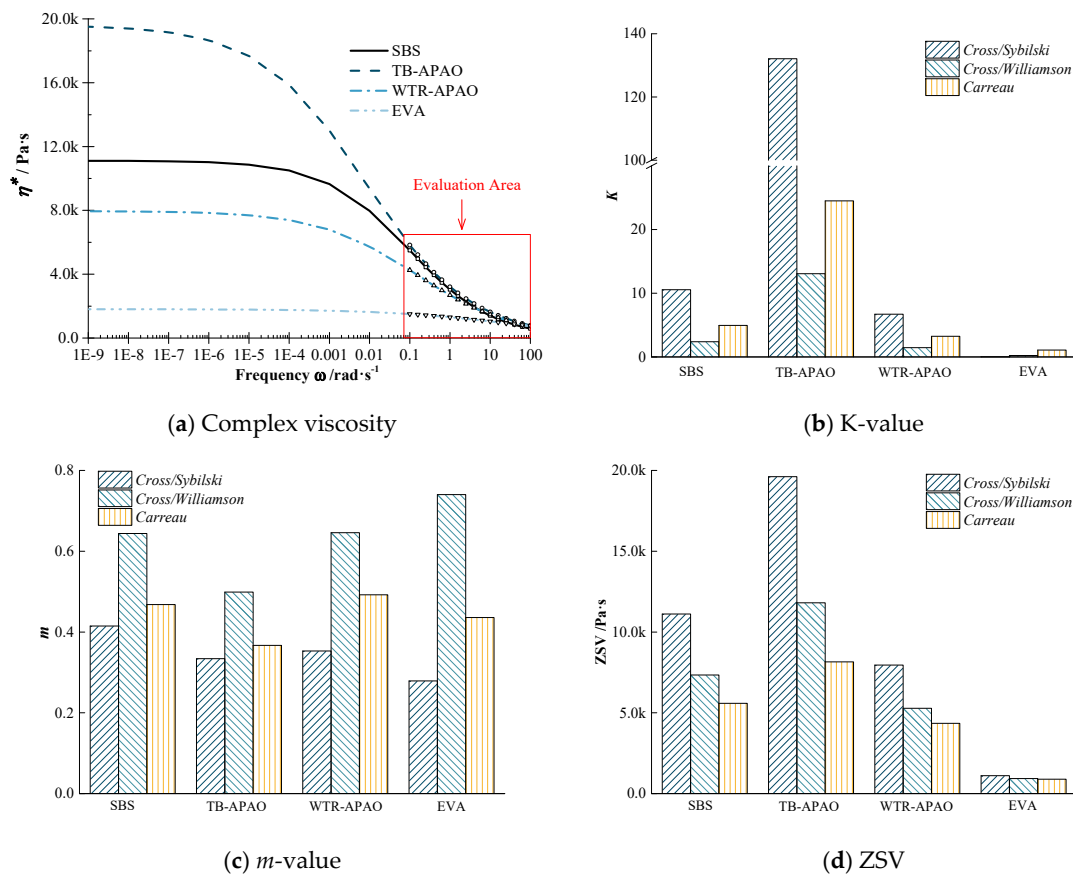 20.0k
16.0k
12.0k
8.0k
4.0k
0.0
η* / Pa·s
SBS
TB-APAO
WTR-APAO
EVA
Evaluation Area
1E-9 1E-8 1E-7 1E-6 1E-5 1E-4 0.001 0.01 0.1 1 10 100
Frequency ω /rad·s-1
(a) Complex viscosity
140
120
100
20
10
0
K
Cross/Sybilski
Cross/Williamson
Carreau
SBS TB-APAO WTR-APAO EVA
(b) K-value
0.8
0.6
0.4
0.2
0.0
m
Cross/Sybilski
Cross/Williamson
Carreau
SBS TB-APAO WTR-APAO EVA
(c) m-value
20.0k
15.0k
10.0k
5.0k
0.0
ZSV /Pa·s
Cross/Sybilski
Cross/Williamson
Carreau
SBS TB-APAO WTR-APAO EVA
(d) ZSV